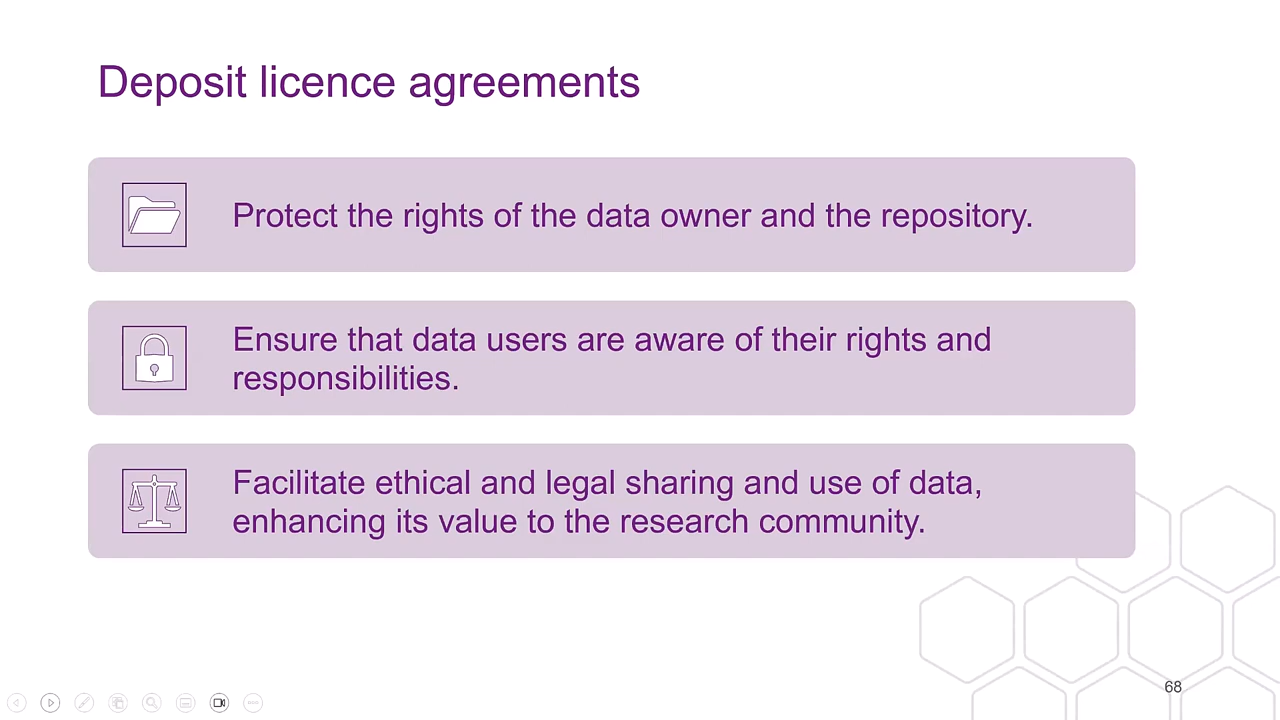 Deposit licence agreements
Protect the rights of the data owner and the repository.
Ensure that data users are aware of their rights and
responsibilities.
Facilitate ethical and legal sharing and use of data,
enhancing its value to the research community.
68